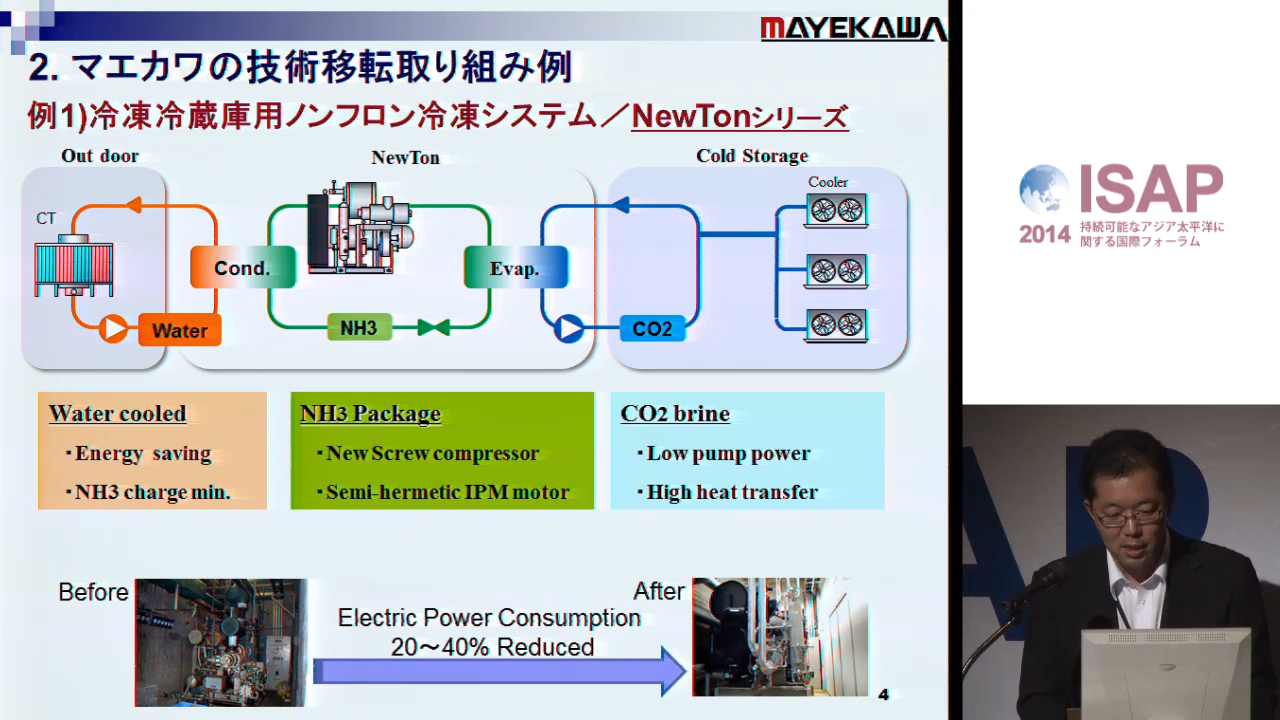 MAYEKAWA
2. マエカワの技術移転取り組み例
例1)冷凍冷蔵庫用ノンフロン冷凍システム／NewTonシリーズ
Out door
NewTon
Cold Storage
CT
Cooler
Cond.
Evap.
Water
NH3
CO2
Water cooled
・Energy saving
・NH3 charge min.
NH3 Package
・New Screw compressor
・Semi-hermetic IPM motor
CO2 brine
・Low pump power
・High heat transfer
Before
Electric Power Consumption
20～40% Reduced
After
4
ISAP
2014 持続可能なアジア太平洋に
関する国際フォーラム